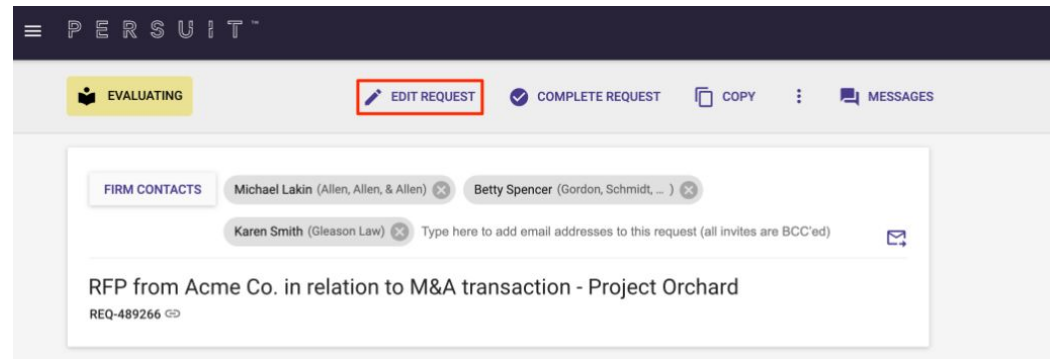 PERSUIT™
EVALUATING EDIT REQUEST COMPLETE REQUEST COPY MESSAGES
FIRM CONTACTS Michael Lakin (Allen, Allen, & Allen) Betty Spencer (Gordon, Schmidt, ... )
Karen Smith (Gleason Law) Type here to add email addresses to this request (all invites are BCC'ed)
RFP from Acme Co. in relation to M&A transaction - Project Orchard
REQ-489266